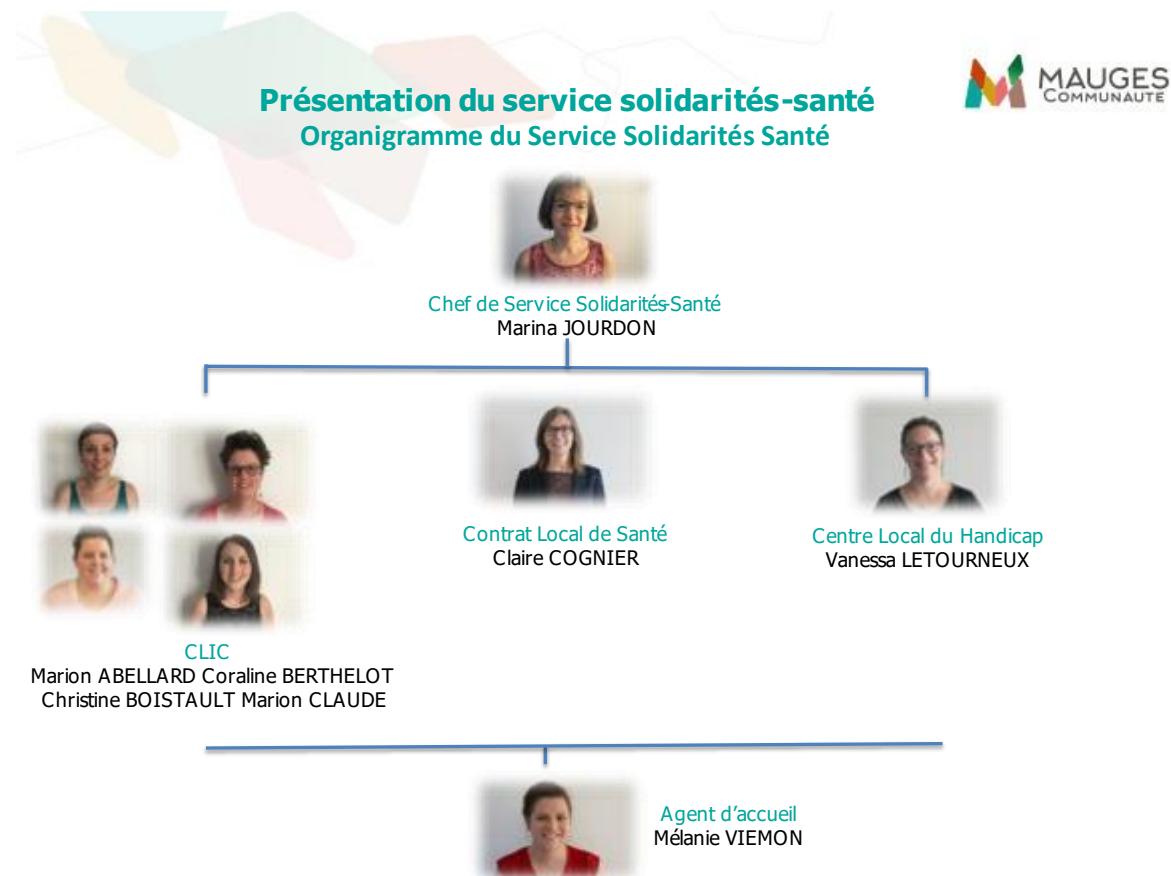 MAUGES
COMMUNAUTÉ
Présentation du service solidarités-santé
Organigramme du Service Solidarités Santé
Chef de Service Solidarités-Santé
Marina JOURDON
Contrat Local de Santé
Claire COGNIER
Centre Local du Handicap
Vanessa LETOURNEUX
CLIC
Marion ABELLARD Coraline BERTHELOT
Christine BOISTAULT Marion CLAUDE
Agent d’accueil
Mélanie VIEMON